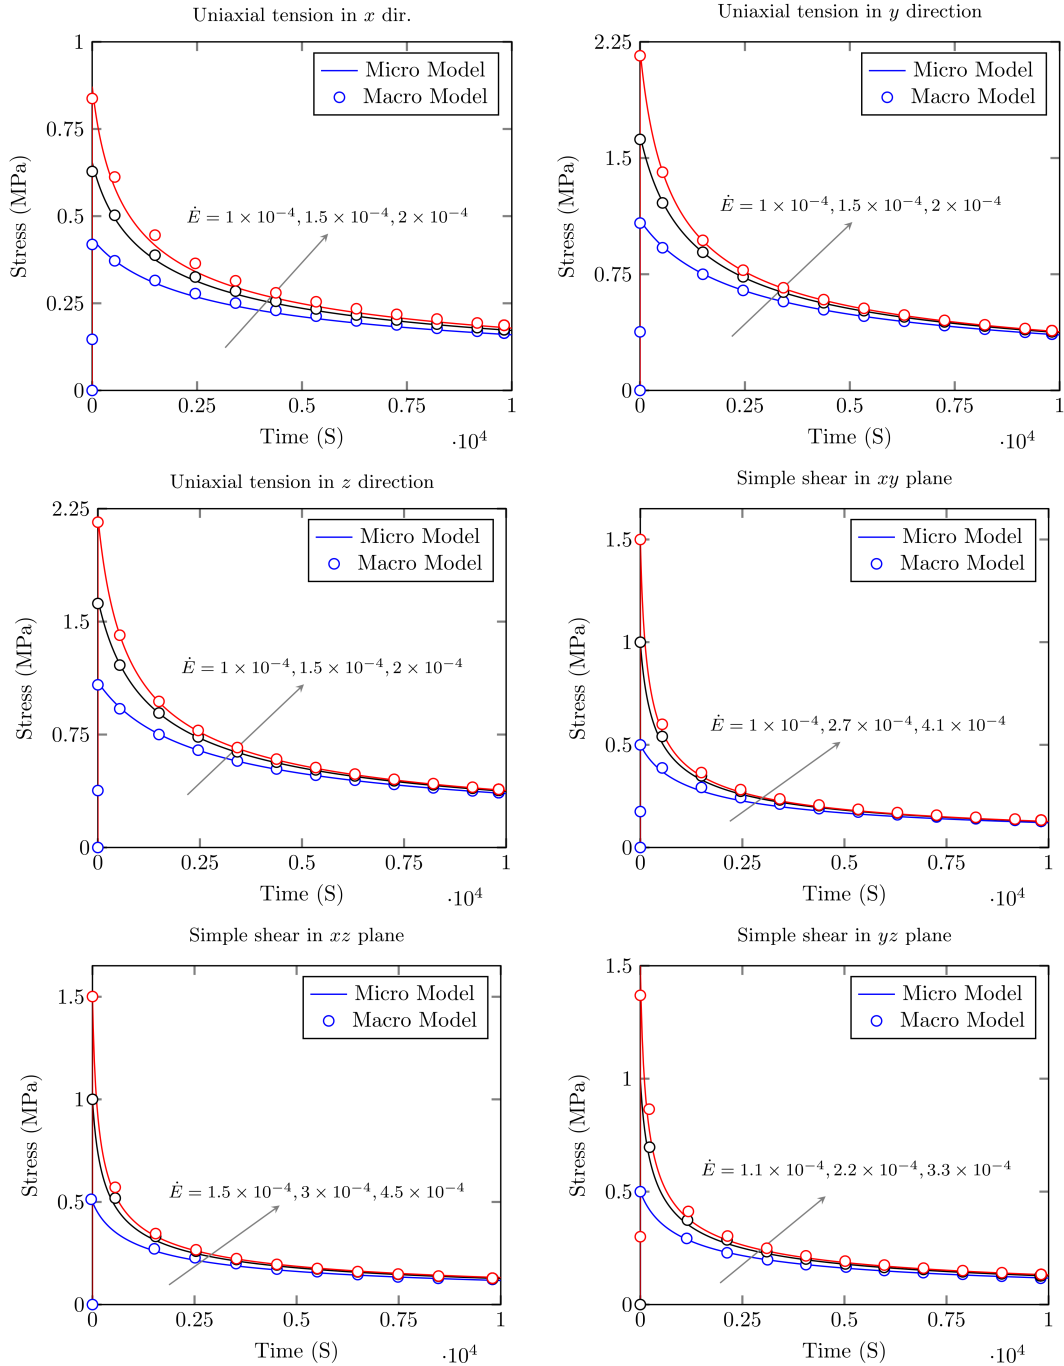 Uniaxial tension in x dir.
1
0.75
0.5
0.25
0
Stress (MPa)
Micro Model
Macro Model
Ė = 1 × 10⁻⁴, 1.5 × 10⁻⁴, 2 × 10⁻⁴
0 0.25 0.5 0.75 1
Time (S)
·10⁴
Uniaxial tension in y direction
2.25
1.5
0.75
0
Stress (MPa)
Micro Model
Macro Model
Ė = 1 × 10⁻⁴, 1.5 × 10⁻⁴, 2 × 10⁻⁴
0 0.25 0.5 0.75 1
Time (S)
·10⁴
Uniaxial tension in z direction
2.25
1.5
0.75
0
Stress (MPa)
Micro Model
Macro Model
Ė = 1 × 10⁻⁴, 1.5 × 10⁻⁴, 2 × 10⁻⁴
0 0.25 0.5 0.75 1
Time (S)
·10⁴
Simple shear in xy plane
1.5
1
0.5
0
Stress (MPa)
Micro Model
Macro Model
Ė = 1 × 10⁻⁴, 2.7 × 10⁻⁴, 4.1 × 10⁻⁴
0 0.25 0.5 0.75 1
Time (S)
·10⁴
Simple shear in xz plane
1.5
1
0.5
0
Stress (MPa)
Micro Model
Macro Model
Ė = 1.5 × 10⁻⁴, 3 × 10⁻⁴, 4.5 × 10⁻⁴
0 0.25 0.5 0.75 1
Time (S)
·10⁴
Simple shear in yz plane
1.5
1
0.5
0
Stress (MPa)
Micro Model
Macro Model
Ė = 1.1 × 10⁻⁴, 2.2 × 10⁻⁴, 3.3 × 10⁻⁴
0 0.25 0.5 0.75 1
Time (S)
·10⁴